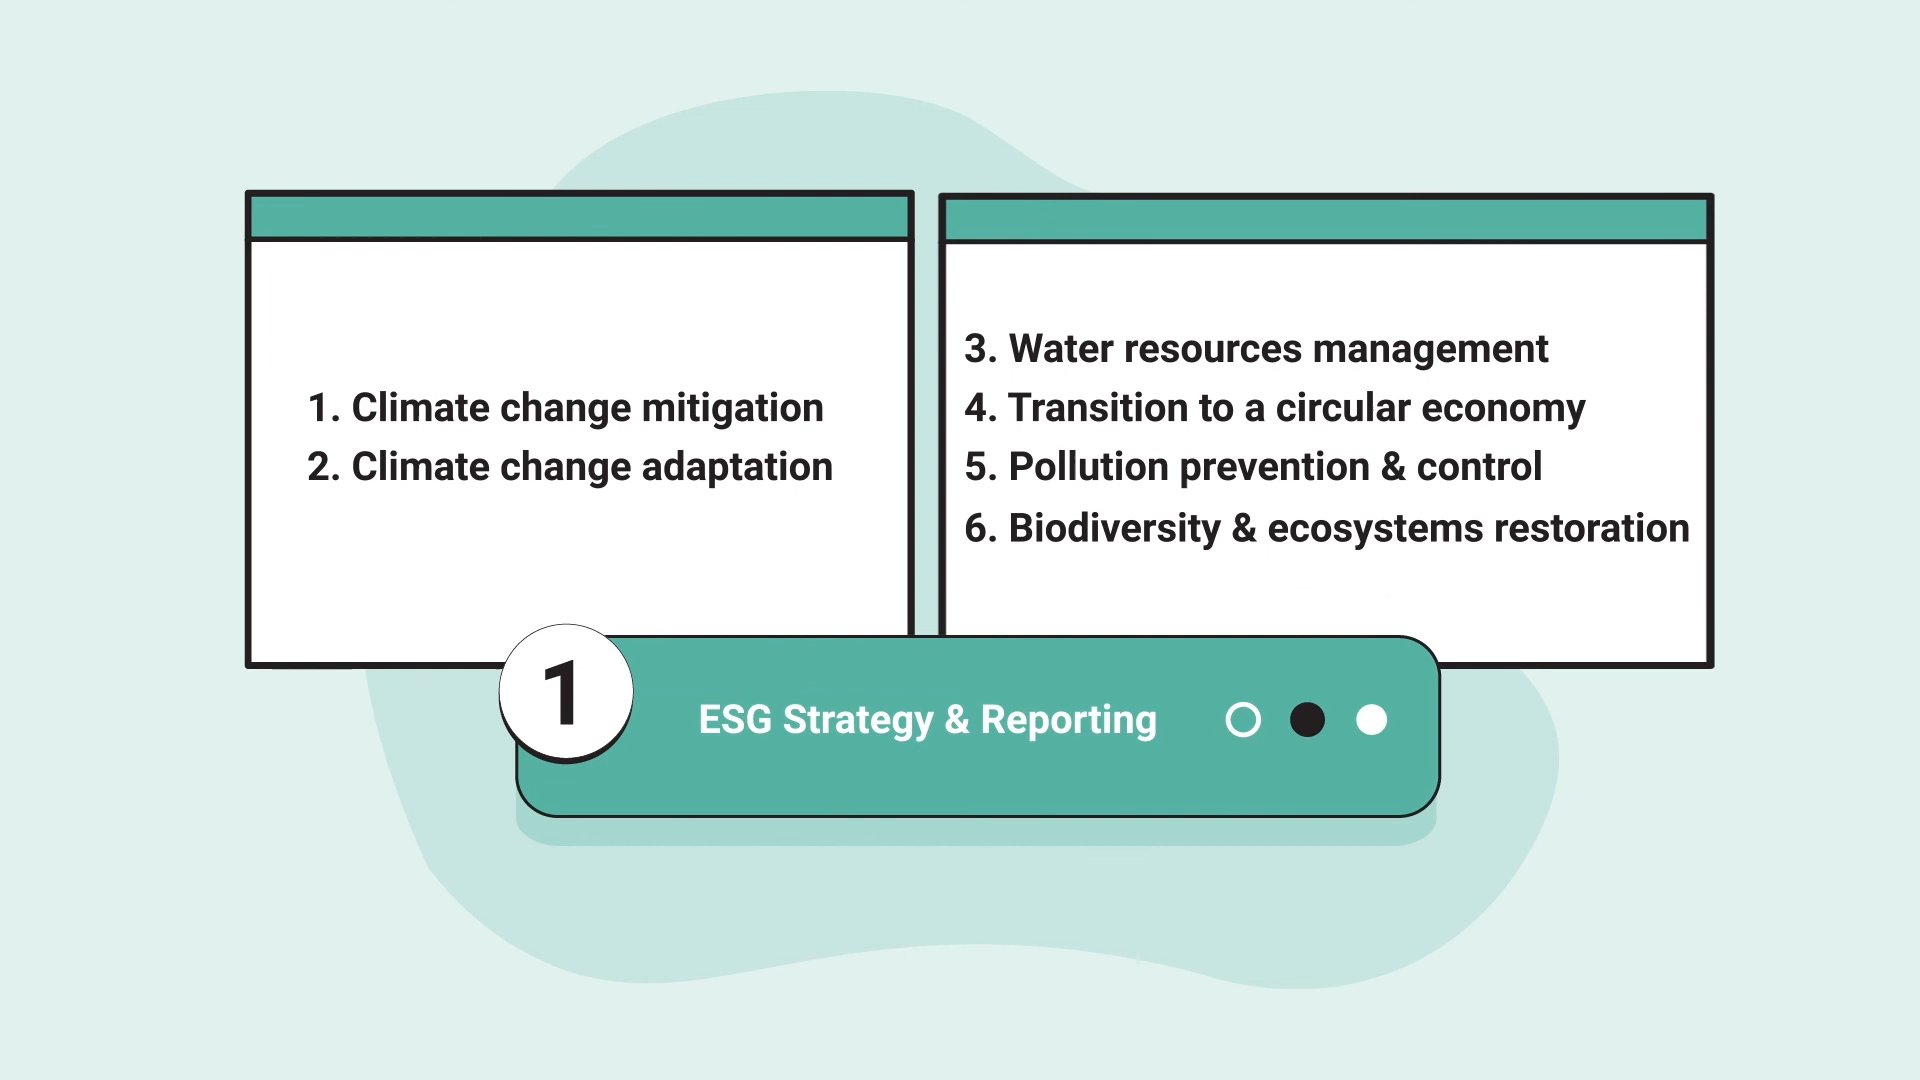 1. Climate change mitigation
2. Climate change adaptation
3. Water resources management
4. Transition to a circular economy
5. Pollution prevention & control
6. Biodiversity & ecosystems restoration
1
ESG Strategy & Reporting